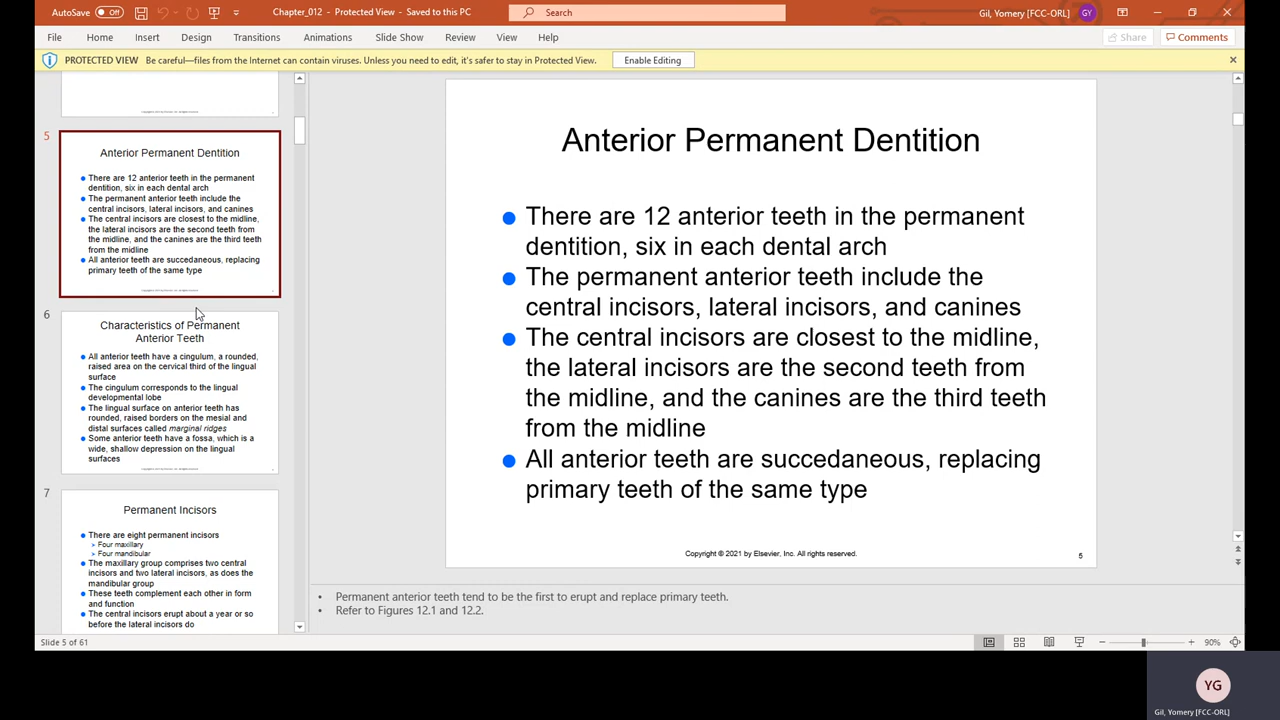 AutoSave Off Chapter_012 - Protected View - Saved to this PC Search Gil, Yomery [FCC-ORL] GY
File Home Insert Design Transitions Animations Slide Show Review View Help Share Comments
PROTECTED VIEW Be careful—files from the Internet can contain viruses. Unless you need to edit, it's safer to stay in Protected View. Enable Editing
5
Anterior Permanent Dentition
There are 12 anterior teeth in the permanent
dentition, six in each dental arch
The permanent anterior teeth include the
central incisors, lateral incisors, and canines
The central incisors are closest to the midline,
the lateral incisors are the second teeth from
the midline, and the canines are the third teeth
from the midline
All anterior teeth are succedaneous, replacing
primary teeth of the same type
6
Characteristics of Permanent
Anterior Teeth
All anterior teeth have a cingulum, a rounded,
raised area on the cervical third of the lingual
surface
The cingulum corresponds to the lingual
developmental lobe
The lingual surface on anterior teeth has
rounded, raised borders on the mesial and
distal surfaces called marginal ridges
Some anterior teeth have a fossa, which is a
wide, shallow depression on the lingual
surfaces
7
Permanent Incisors
There are eight permanent incisors
Four maxillary
Four mandibular
The maxillary group comprises two central
incisors and two lateral incisors, as does the
mandibular group
These teeth complement each other in form
and function
The central incisors erupt about a year or so
before the lateral incisors do
Anterior Permanent Dentition
There are 12 anterior teeth in the permanent
dentition, six in each dental arch
The permanent anterior teeth include the
central incisors, lateral incisors, and canines
The central incisors are closest to the midline,
the lateral incisors are the second teeth from
the midline, and the canines are the third teeth
from the midline
All anterior teeth are succedaneous, replacing
primary teeth of the same type
Copyright © 2021 by Elsevier, Inc. All rights reserved.
5
• Permanent anterior teeth tend to be the first to erupt and replace primary teeth.
• Refer to Figures 12.1 and 12.2.
Slide 5 of 61 90%
YG
Gil, Yomery [FCC-ORL]